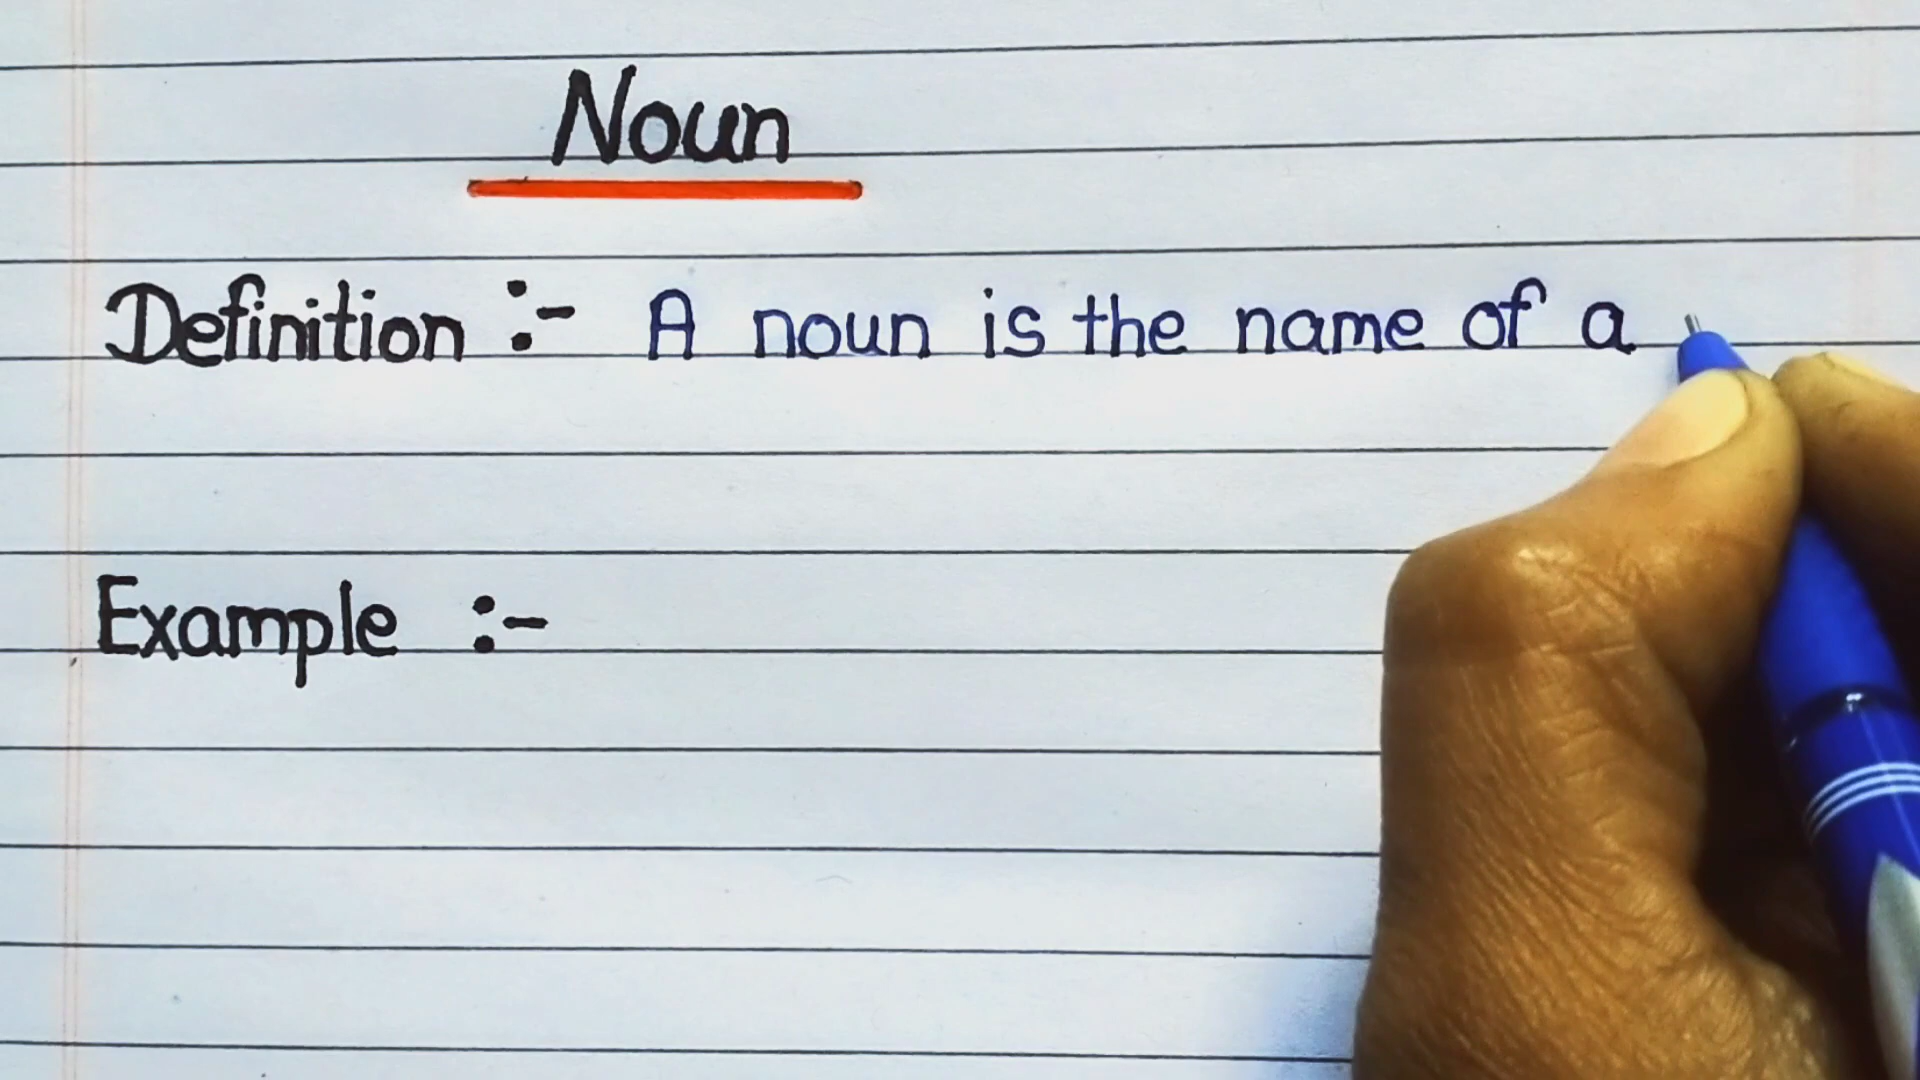 Noun
Definition :- A noun is the name of a
Example :-